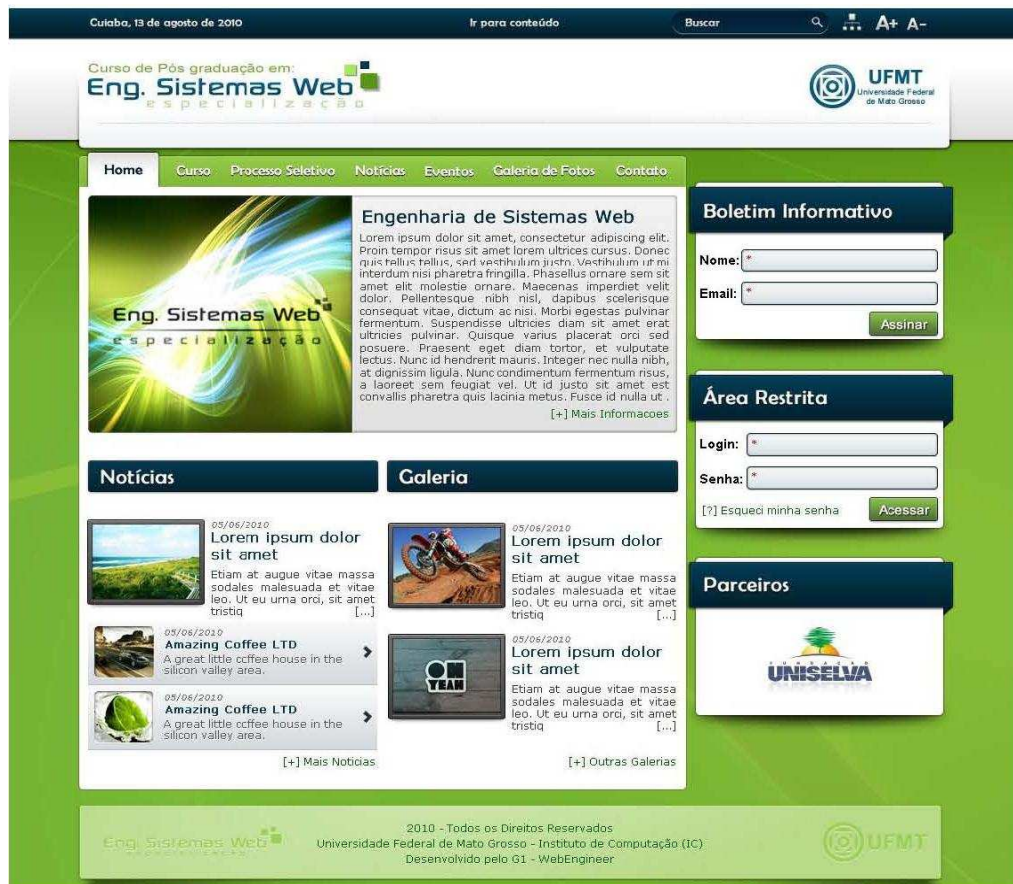 Cuiaba, 13 de agosto de 2010
Ir para conteúdo
Buscar
A+ A-
Curso de Pós graduação em:
Eng. Sistemas Web
especialização
UFMT
Universidade Federal
de Mato Grosso
Home Curso Processo Seletivo Notícias Eventos Galeria de Fotos Contato
Eng. Sistemas Web
especialização
Engenharia de Sistemas Web
Lorem ipsum dolor sit amet, consectetur adipiscing elit.
Proin tempor risus sit amet lorem ultrices cursus. Donec
quis tellus tellus, sed vestibulum justo. Vestibulum ut mi
interdum nisi pharetra fringilla. Phasellus ornare sem sit
amet elit molestie ornare. Maecenas imperdiet velit
dolor. Pellentesque nibh nisl, dapibus scelerisque
consequat vitae, dictum ac nisi. Morbi egestas pulvinar
fermentum. Suspendisse ultricies diam sit amet erat
ultricies pulvinar. Quisque varius placerat orci sed
posuere. Praesent eget diam tortor, et vulputate
lectus. Nunc id hendrerit mauris. Integer nec nulla nibh,
at dignissim ligula. Nunc condimentum fermentum risus,
a laoreet sem feugiat vel. Ut id justo sit amet est
convallis pharetra quis lacinia metus. Fusce id nulla ut .
[+] Mais Informacoes
Boletim Informativo
Nome: *
Email: *
Assinar
Área Restrita
Login: *
Senha: *
[?] Esqueci minha senha
Acessar
Parceiros
UNISELVA
Notícias
05/06/2010
Lorem ipsum dolor
sit amet
Etiam at augue vitae massa
sodales malesuada et vitae
leo. Ut eu urna orci, sit amet
tristiq [...]
05/06/2010
Amazing Coffee LTD
A great little coffee house in the
silicon valley area.
05/06/2010
Amazing Coffee LTD
A great little coffee house in the
silicon valley area.
[+] Mais Noticias
Galeria
05/06/2010
Lorem ipsum dolor
sit amet
Etiam at augue vitae massa
sodales malesuada et vitae
leo. Ut eu urna orci, sit amet
tristiq [...]
OH
YEAH
05/06/2010
Lorem ipsum dolor
sit amet
Etiam at augue vitae massa
sodales malesuada et vitae
leo. Ut eu urna orci, sit amet
tristiq [...]
[+] Outras Galerias
Eng. Sistemas Web
2010 - Todos os Direitos Reservados
Universidade Federal de Mato Grosso - Instituto de Computação (IC)
Desenvolvido pelo G1 - WebEngineer
UFMT